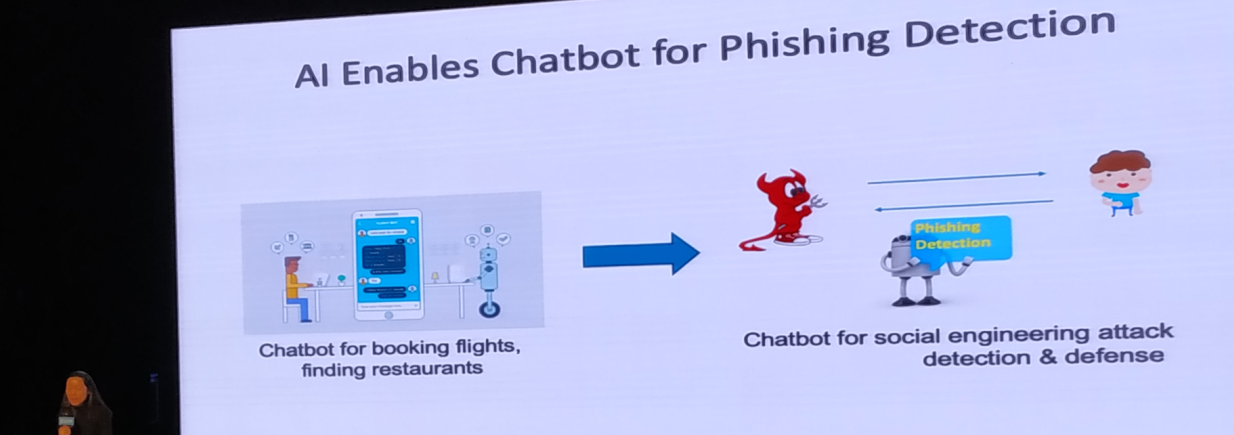 AI Enables Chatbot for Phishing Detection
Phishing
Detection
Chatbot for booking flights,
finding restaurants
Chatbot for social engineering attack
detection & defense